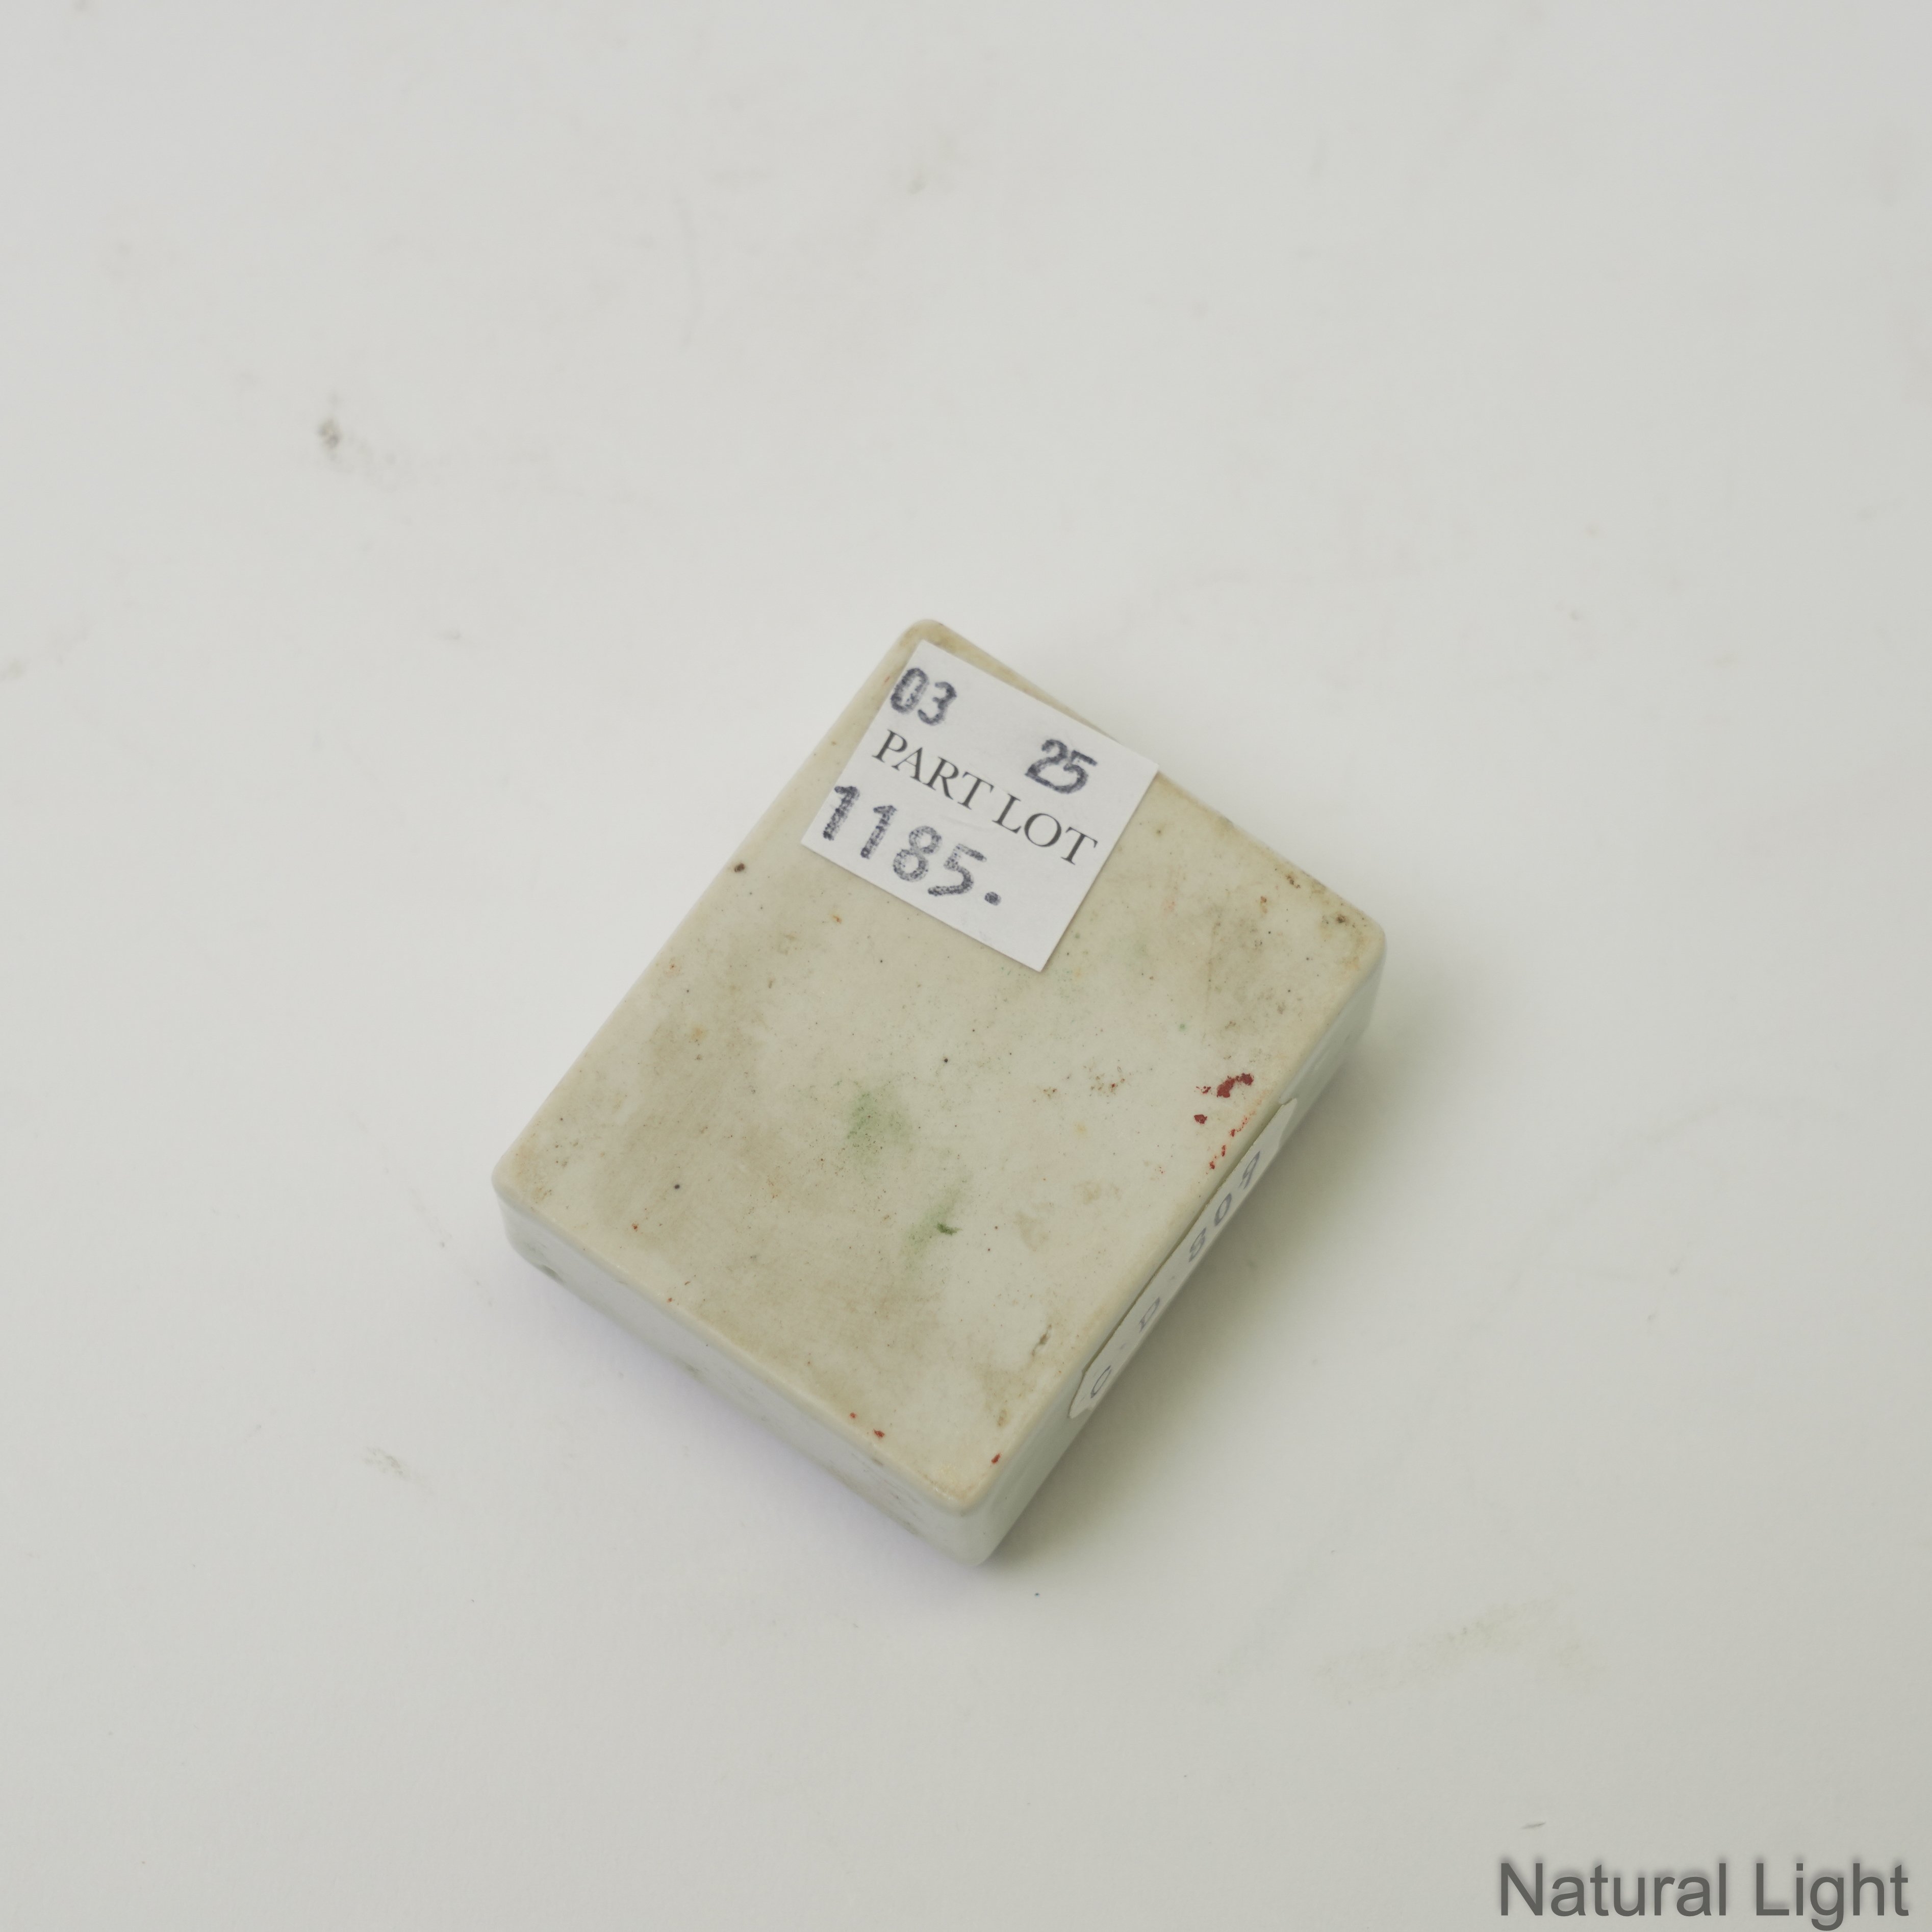 03 25
PART LOT
1185.
Natural Light